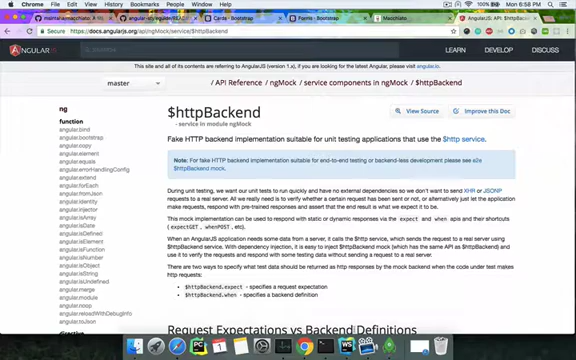 Chrome File Edit View History Bookmarks People Window Help
100% Mon 6:58 PM
Cards · Bootstrap
Forms · Bootstrap
Macchiato
AngularJS: API: $httpBackend
Secure https://docs.angularjs.org/api/ngMock/service/$httpBackend
ANGULARJS
LEARN DEVELOP DISCUSS
This site and all of its contents are referring to AngularJS (version 1.x), if you are looking for the latest Angular, please visit angular.io.
master
/ API Reference / ngMock / service components in ngMock / $httpBackend
ng
function
angular.bind
angular.bootstrap
angular.copy
angular.element
angular.equals
angular.errorHandlingConfig
angular.extend
angular.forEach
angular.fromJson
angular.identity
angular.injector
angular.isArray
angular.isDate
angular.isDefined
angular.isElement
angular.isFunction
angular.isNumber
angular.isObject
angular.isString
angular.isUndefined
angular.merge
angular.module
angular.noop
angular.reloadWithDebugInfo
angular.toJson
directive
$httpBackend
- service in module ngMock
View Source
Improve this Doc
Fake HTTP backend implementation suitable for unit testing applications that use the $http service.
Note: For fake HTTP backend implementation suitable for end-to-end testing or backend-less development please see e2e
$httpBackend mock.
During unit testing, we want our unit tests to run quickly and have no external dependencies so we don't want to send XHR or JSONP
requests to a real server. All we really need is to verify whether a certain request has been sent or not, or alternatively just let the application
make requests, respond with pre-trained responses and assert that the end result is what we expect it to be.
This mock implementation can be used to respond with static or dynamic responses via the expect and when apis and their shortcuts
( expectGET , whenPOST , etc).
When an AngularJS application needs some data from a server, it calls the $http service, which sends the request to a real server using
$httpBackend service. With dependency injection, it is easy to inject $httpBackend mock (which has the same API as $httpBackend) and
use it to verify the requests and respond with some testing data without sending a request to a real server.
There are two ways to specify what test data should be returned as http responses by the mock backend when the code under test makes
http requests:
• $httpBackend.expect - specifies a request expectation
• $httpBackend.when - specifies a backend definition
Request Expectations vs Backend Definitions